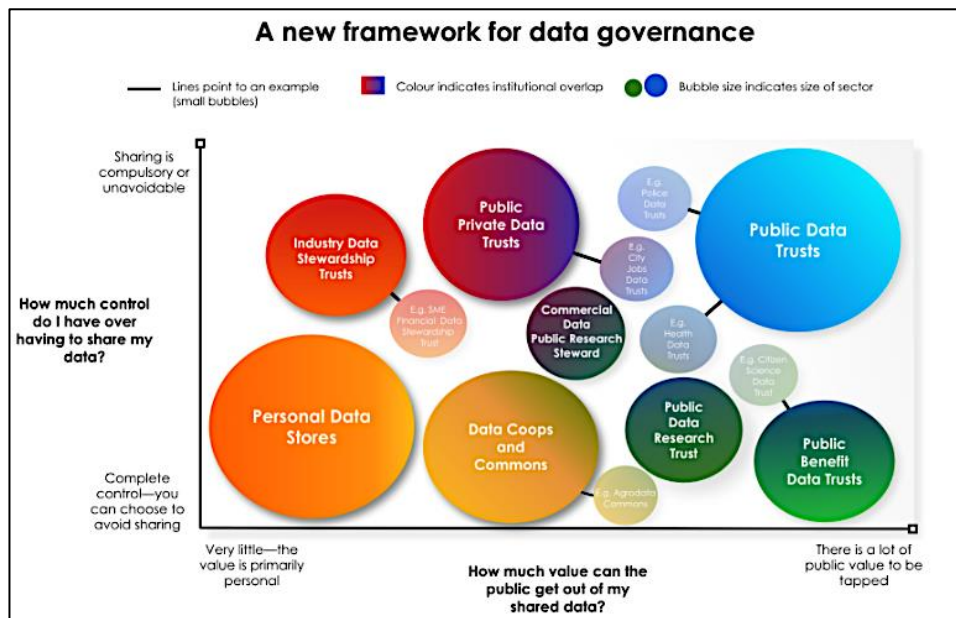 A new framework for data governance
Lines point to an example
(small bubbles)
Colour indicates institutional overlap
Bubble size indicates size of sector
Sharing is
compulsory or
unavoidable
How much control
do I have over
having to share my
data?
Complete
control—you
can choose to
avoid sharing
Industry Data
Stewardship
Trusts
E.g. SME
Financial Data
Stewardship
Trust
Public
Private Data
Trusts
E.g.
City
Jobs
Data
Trusts
E.g.
Police
Data
Trusts
Public Data
Trusts
Commercial
Data
Public Research
Steward
E.g.
Health
Data
Trusts
E.g. Citizen
Science
Data
Trust
Personal Data
Stores
Data Coops
and
Commons
E.g. Agrodata
Commons
Public
Data
Research
Trust
Public
Benefit
Data Trusts
Very little—the
value is primarily
personal
How much value can the
public get out of my
shared data?
There is a lot of
public value to be
tapped